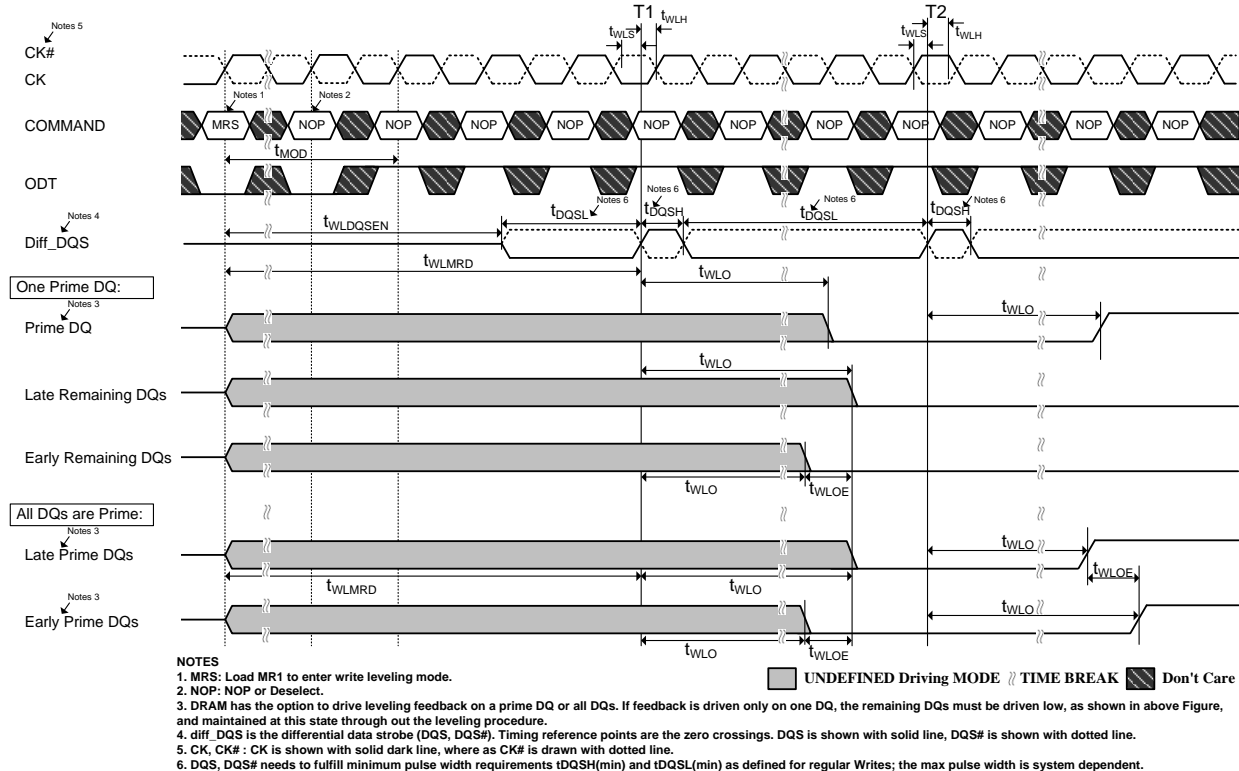 T1 T2
Notes 5
tWLS tWLH tWLS tWLH
CK#
CK
Notes 1 Notes 2
COMMAND MRS NOP NOP NOP NOP NOP NOP NOP NOP NOP NOP NOP
tMOD
ODT
Notes 4 tDQSL Notes 6 Notes 6 tDQSH tDQSL Notes 6 tDQSH Notes 6
Diff_DQS tWLDQSEN
tWLMRD tWLO
One Prime DQ:
Notes 3
Prime DQ tWLO
tWLO
Late Remaining DQs
Early Remaining DQs
tWLO tWLOE
All DQs are Prime:
Notes 3
Late Prime DQs tWLO
tWLMRD tWLO tWLOE
Notes 3
Early Prime DQs tWLO
tWLO tWLOE
NOTES
1. MRS: Load MR1 to enter write leveling mode.
UNDEFINED Driving MODE TIME BREAK Don't Care
2. NOP: NOP or Deselect.
3. DRAM has the option to drive leveling feedback on a prime DQ or all DQs. If feedback is driven only on one DQ, the remaining DQs must be driven low, as shown in above Figure,
and maintained at this state through out the leveling procedure.
4. diff_DQS is the differential data strobe (DQS, DQS#). Timing reference points are the zero crossings. DQS is shown with solid line, DQS# is shown with dotted line.
5. CK, CK# : CK is shown with solid dark line, where as CK# is drawn with dotted line.
6. DQS, DQS# needs to fulfill minimum pulse width requirements tDQSH(min) and tDQSL(min) as defined for regular Writes; the max pulse width is system dependent.